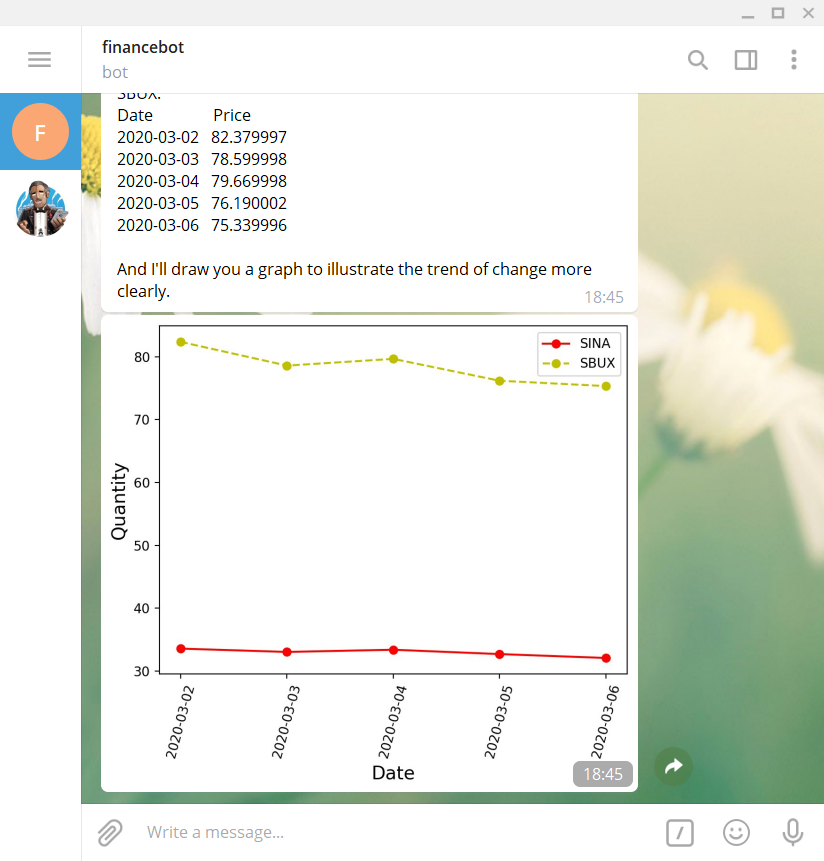 financebot
bot
F
SBUX:
Date Price
2020-03-02 82.379997
2020-03-03 78.599998
2020-03-04 79.669998
2020-03-05 76.190002
2020-03-06 75.339996
And I'll draw you a graph to illustrate the trend of change more
clearly.
18:45
SINA
SBUX
Quantity
80
70
60
50
40
30
2020-03-02
2020-03-03
2020-03-04
2020-03-05
2020-03-06
Date
18:45
Write a message...